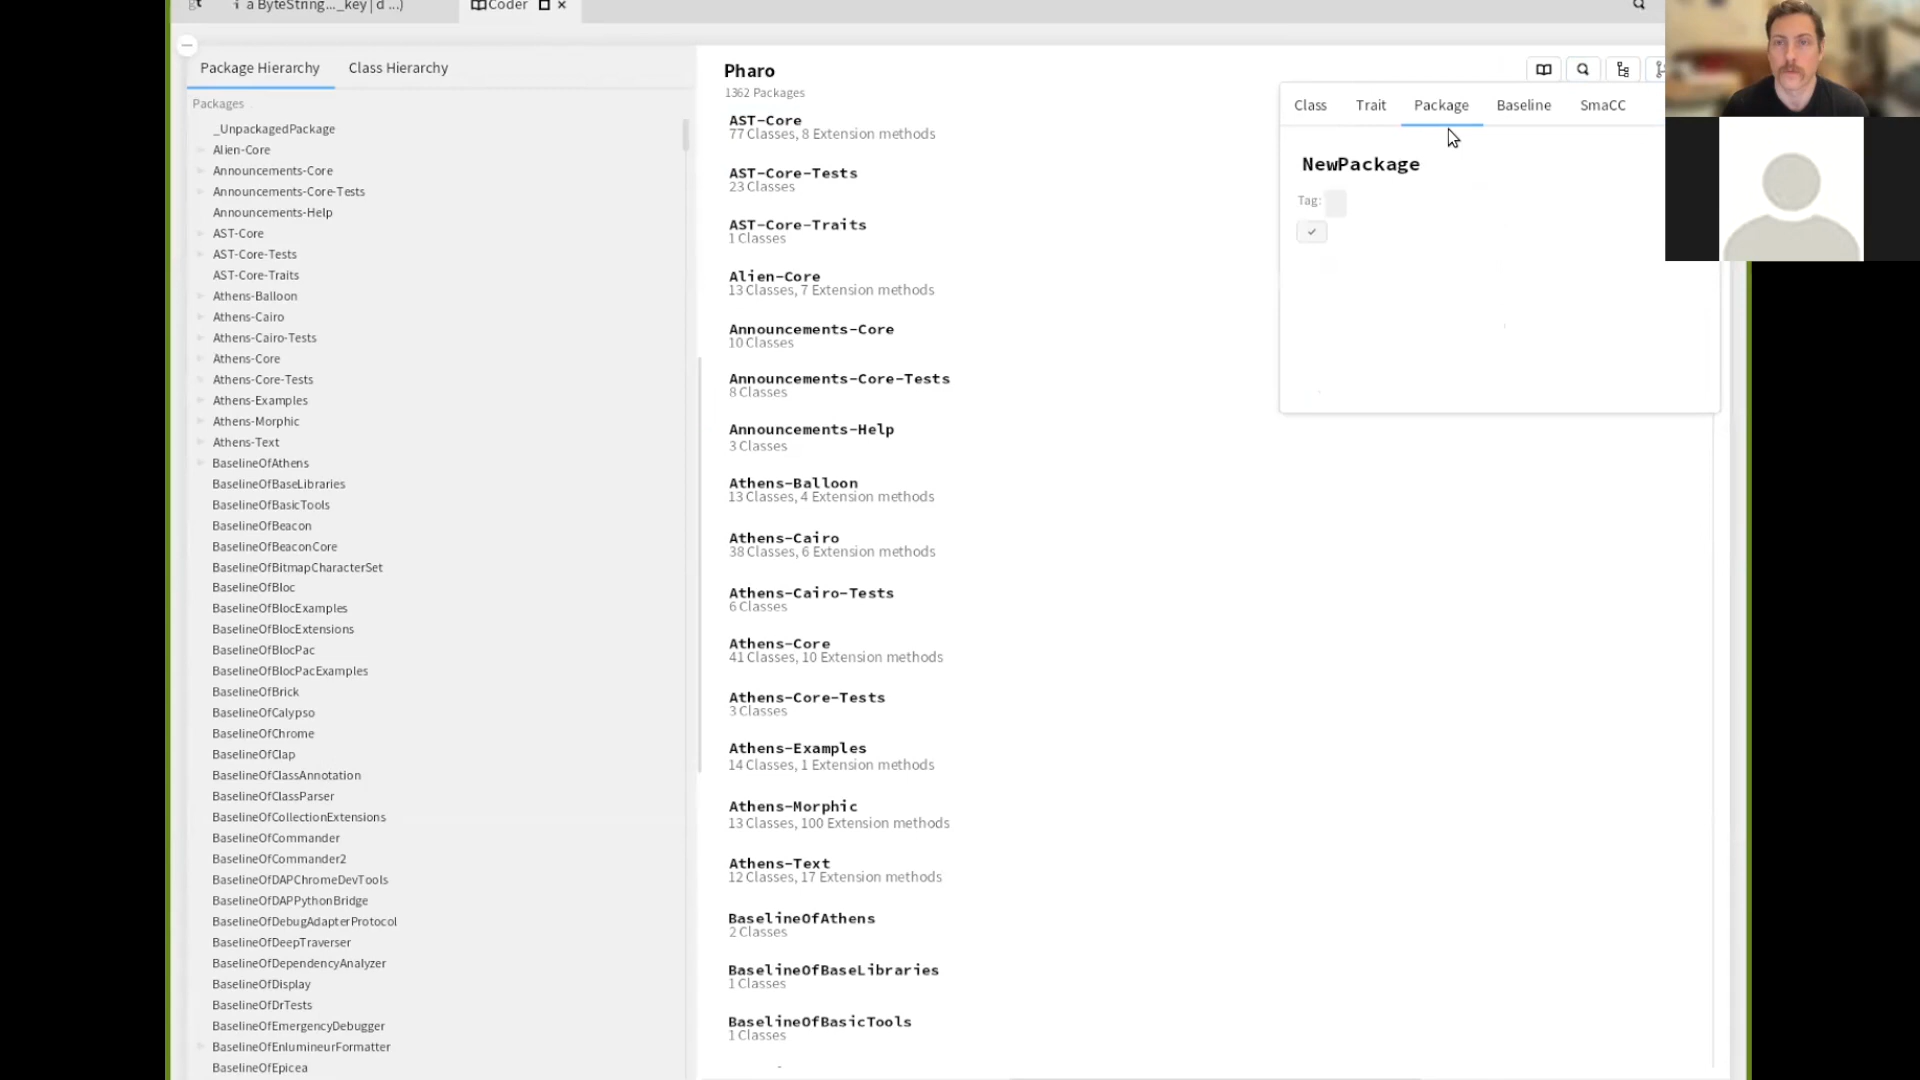 gt
i a ByteString..._key | d ...)
Coder
Package Hierarchy
Class Hierarchy
Packages
_UnpackagedPackage
Alien-Core
Announcements-Core
Announcements-Core-Tests
Announcements-Help
AST-Core
AST-Core-Tests
AST-Core-Traits
Athens-Balloon
Athens-Cairo
Athens-Cairo-Tests
Athens-Core
Athens-Core-Tests
Athens-Examples
Athens-Morphic
Athens-Text
BaselineOfAthens
BaselineOfBaseLibraries
BaselineOfBasicTools
BaselineOfBeacon
BaselineOfBeaconCore
BaselineOfBitmapCharacterSet
BaselineOfBloc
BaselineOfBlocExamples
BaselineOfBlocExtensions
BaselineOfBlocPac
BaselineOfBlocPacExamples
BaselineOfBrick
BaselineOfCalypso
BaselineOfChrome
BaselineOfClap
BaselineOfClassAnnotation
BaselineOfClassParser
BaselineOfCollectionExtensions
BaselineOfCommander
BaselineOfCommander2
BaselineOfDAPChromeDevTools
BaselineOfDAPPythonBridge
BaselineOfDebugAdapterProtocol
BaselineOfDeepTraverser
BaselineOfDependencyAnalyzer
BaselineOfDisplay
BaselineOfDrTests
BaselineOfEmergencyDebugger
BaselineOfEnlumineurFormatter
BaselineOfEpicea
Pharo
1362 Packages
AST-Core
77 Classes, 8 Extension methods
AST-Core-Tests
23 Classes
AST-Core-Traits
1 Classes
Alien-Core
13 Classes, 7 Extension methods
Announcements-Core
10 Classes
Announcements-Core-Tests
8 Classes
Announcements-Help
3 Classes
Athens-Balloon
13 Classes, 4 Extension methods
Athens-Cairo
38 Classes, 6 Extension methods
Athens-Cairo-Tests
6 Classes
Athens-Core
41 Classes, 10 Extension methods
Athens-Core-Tests
3 Classes
Athens-Examples
14 Classes, 1 Extension methods
Athens-Morphic
13 Classes, 100 Extension methods
Athens-Text
12 Classes, 17 Extension methods
BaselineOfAthens
2 Classes
BaselineOfBaseLibraries
1 Classes
BaselineOfBasicTools
1 Classes
Class Trait Package Baseline SmaCC
NewPackage
Tag: